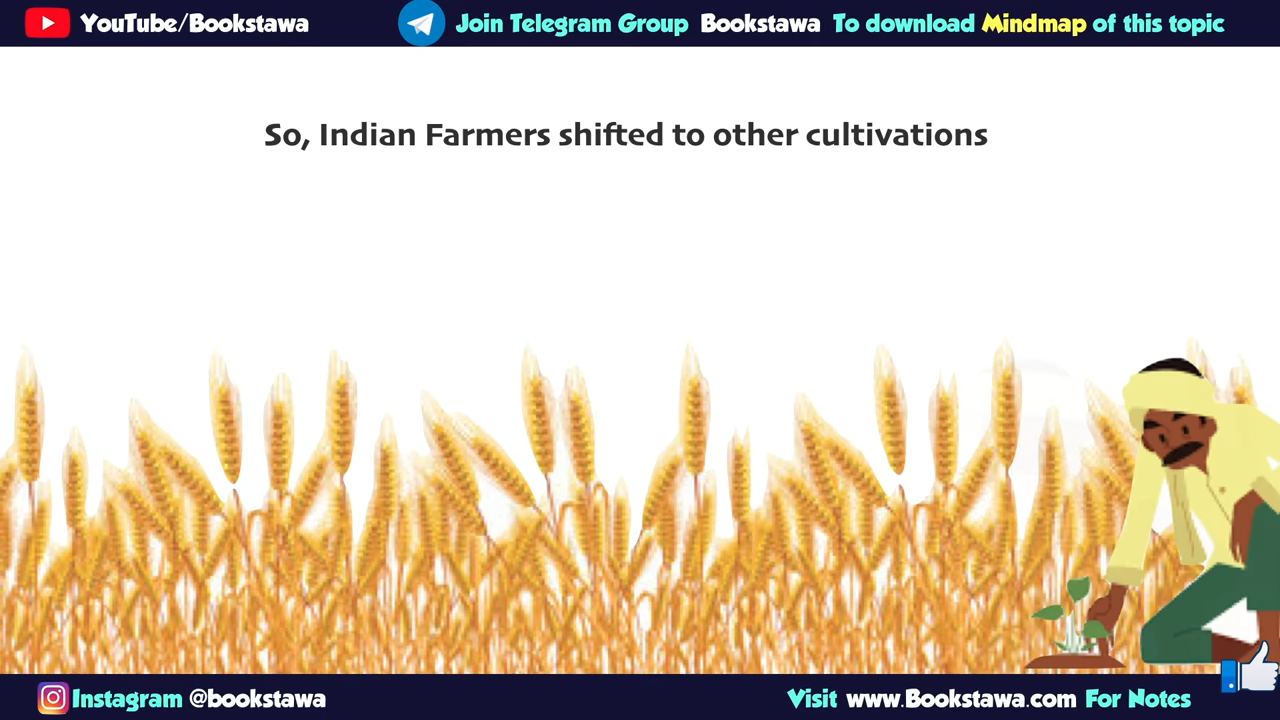 YouTube/Bookstawa
Join Telegram Group Bookstawa To download Mindmap of this topic
So, Indian Farmers shifted to other cultivations
Instagram @bookstawa
Visit www.Bookstawa.com For Notes